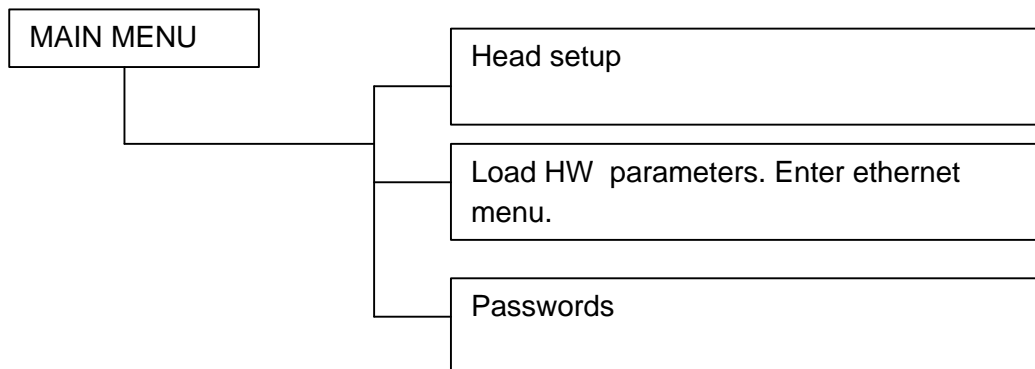 MAIN MENU
Head setup
Load HW  parameters. Enter ethernet
menu.
Passwords